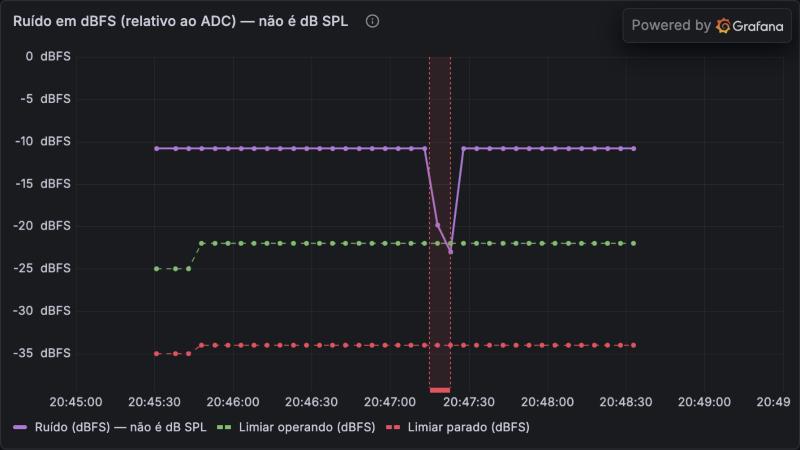 Ruído em dBFS (relativo ao ADC) — não é dB SPL
Powered by Grafana
0 dBFS
-5 dBFS
-10 dBFS
-15 dBFS
-20 dBFS
-25 dBFS
-30 dBFS
-35 dBFS
20:45:00 20:45:30 20:46:00 20:46:30 20:47:00 20:47:30 20:48:00 20:48:30 20:49:00 20:49
Ruído (dBFS) — não é dB SPL Limiar operando (dBFS) Limiar parado (dBFS)